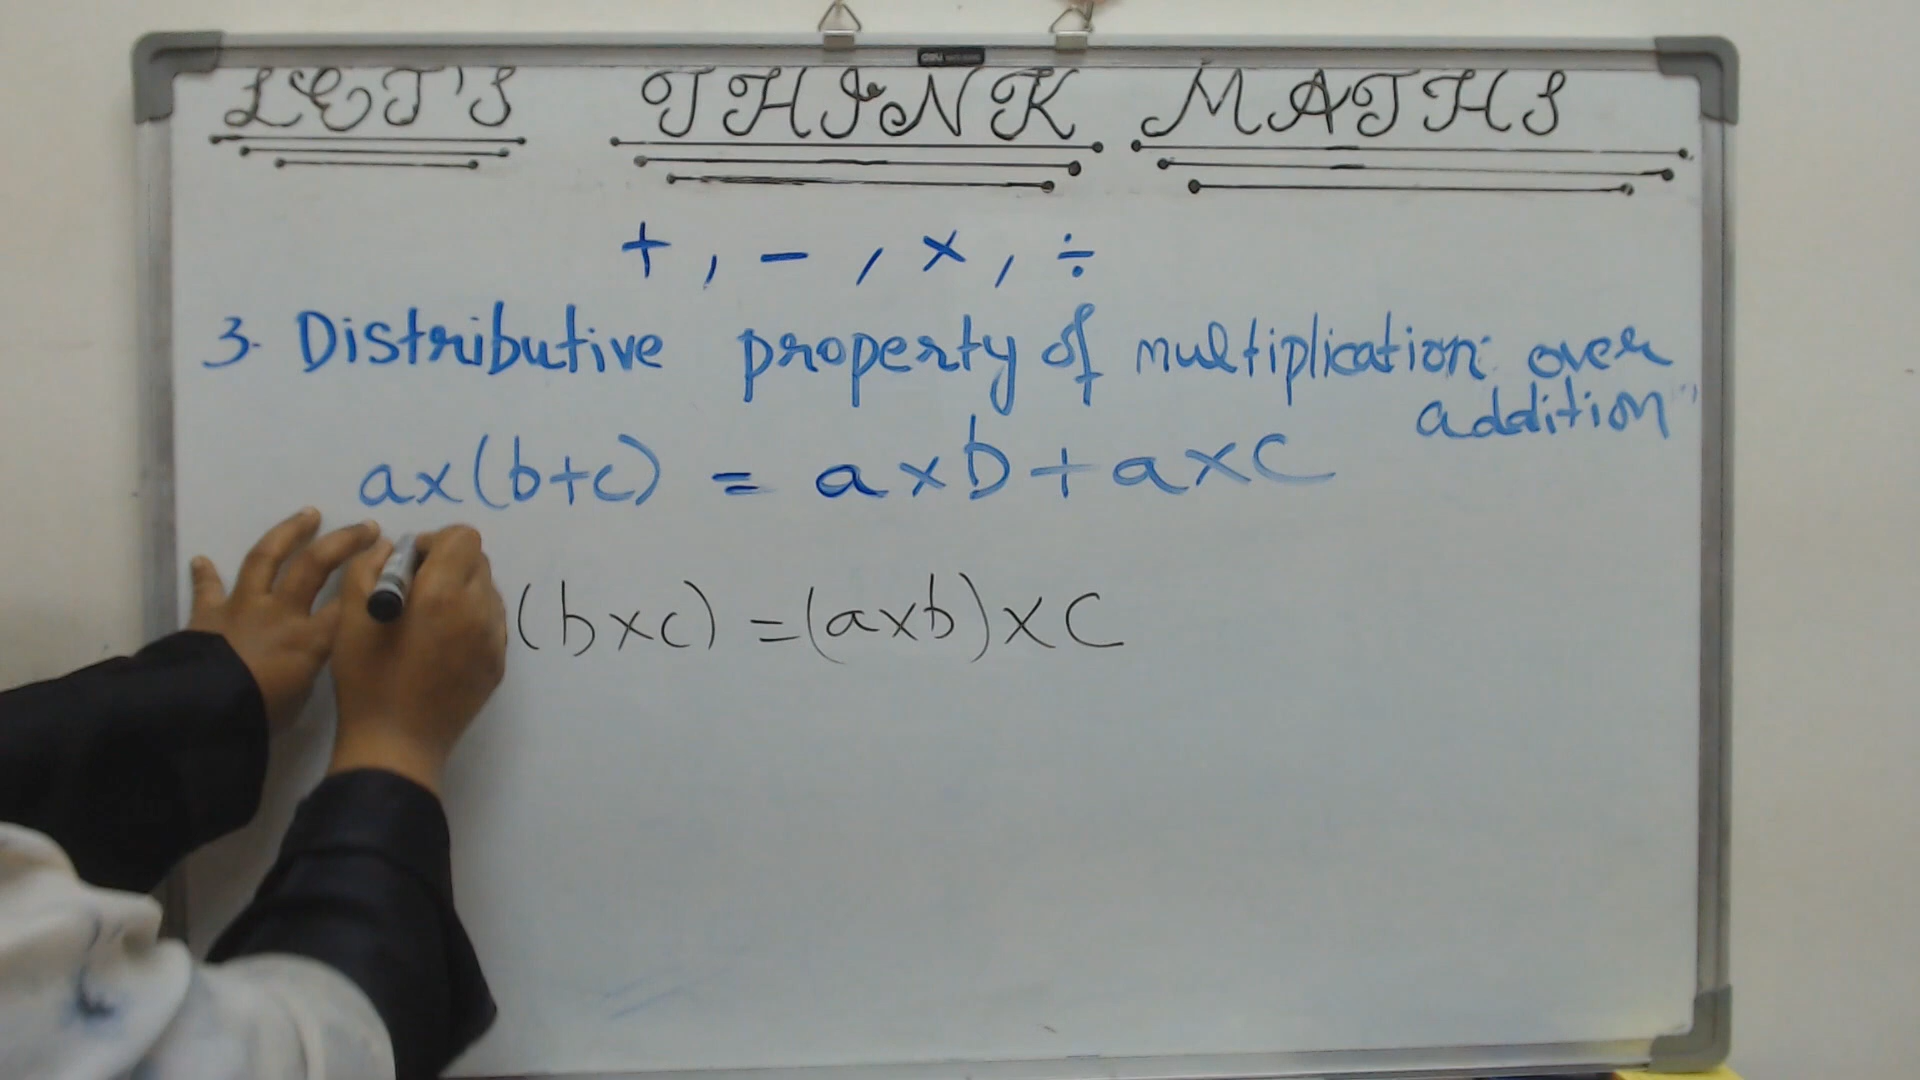 LET'S THINK MATHS
+, -, ×, ÷
3. Distributive property of multiplication over
addition
a×(b+c) = a×b+a×c
(b×c) =(a×b)×c